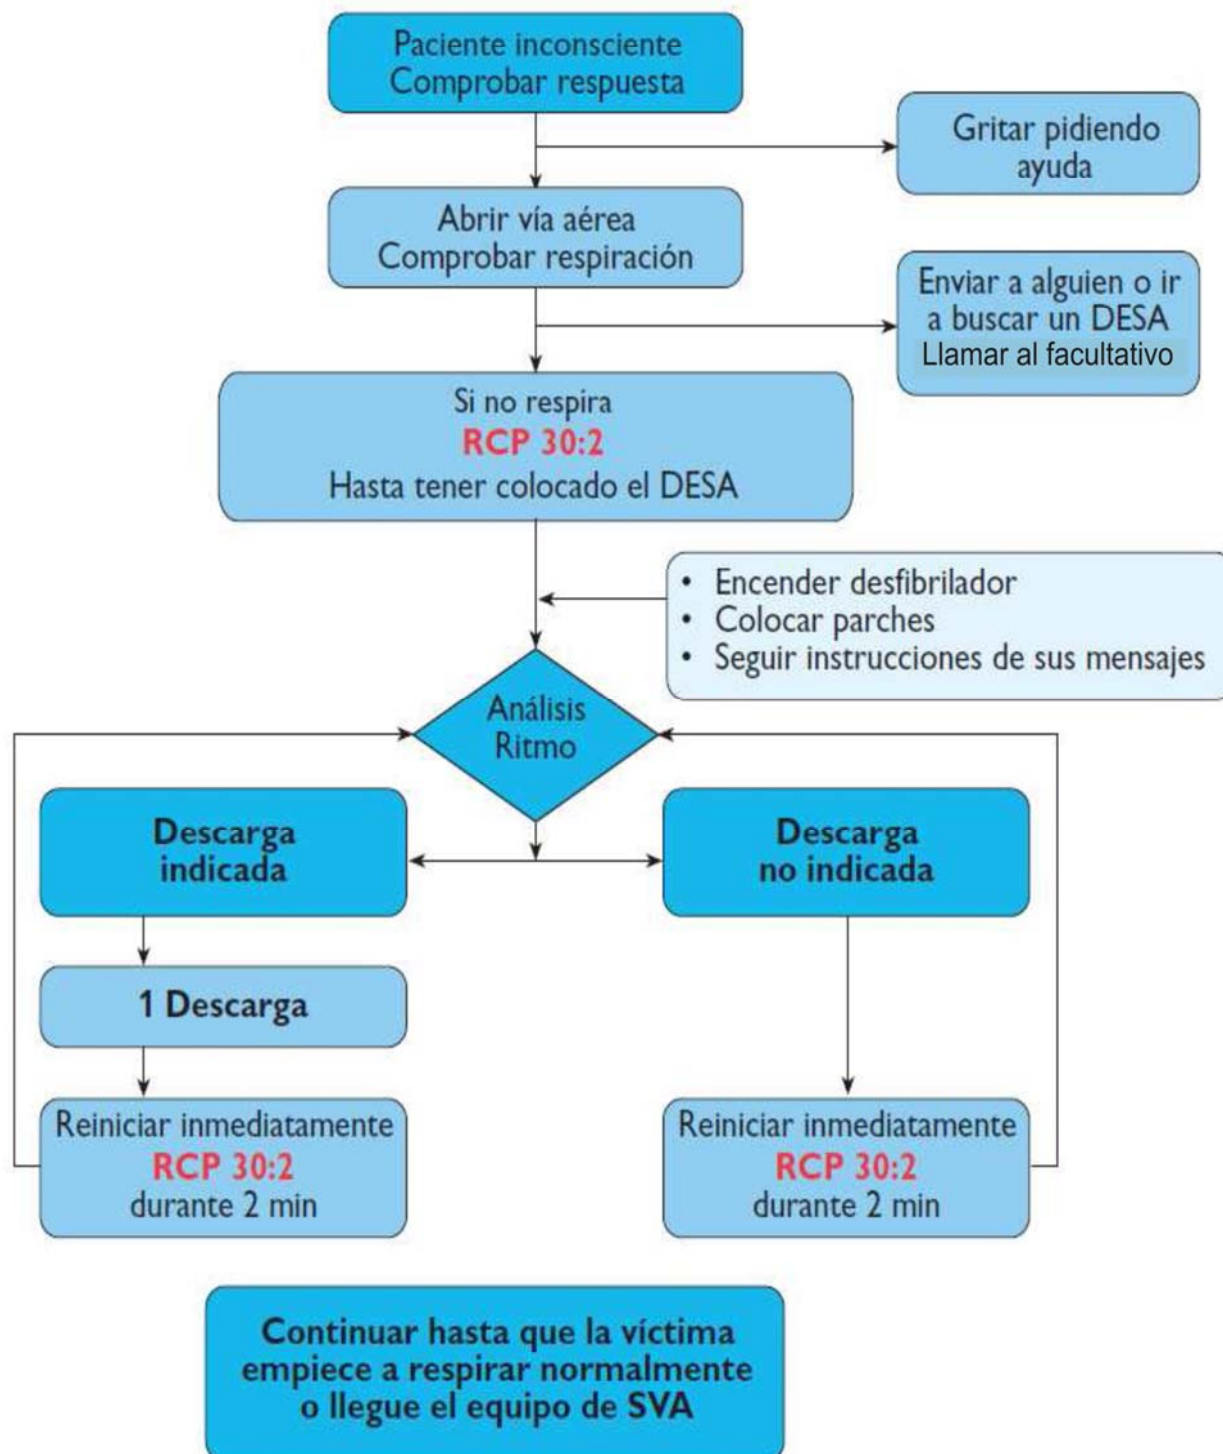 Paciente inconsciente
Comprobar respuesta
Gritar pidiendo
ayuda
Abrir vía aérea
Comprobar respiración
Enviar a alguien o ir
a buscar un DESA
Llamar al facultativo
Si no respira
RCP 30:2
Hasta tener colocado el DESA
• Encender desfibrilador
• Colocar parches
• Seguir instrucciones de sus mensajes
Análisis
Ritmo
Descarga
indicada
Descarga
no indicada
1 Descarga
Reiniciar inmediatamente
RCP 30:2
durante 2 min
Reiniciar inmediatamente
RCP 30:2
durante 2 min
Continuar hasta que la víctima
empiece a respirar normalmente
o llegue el equipo de SVA